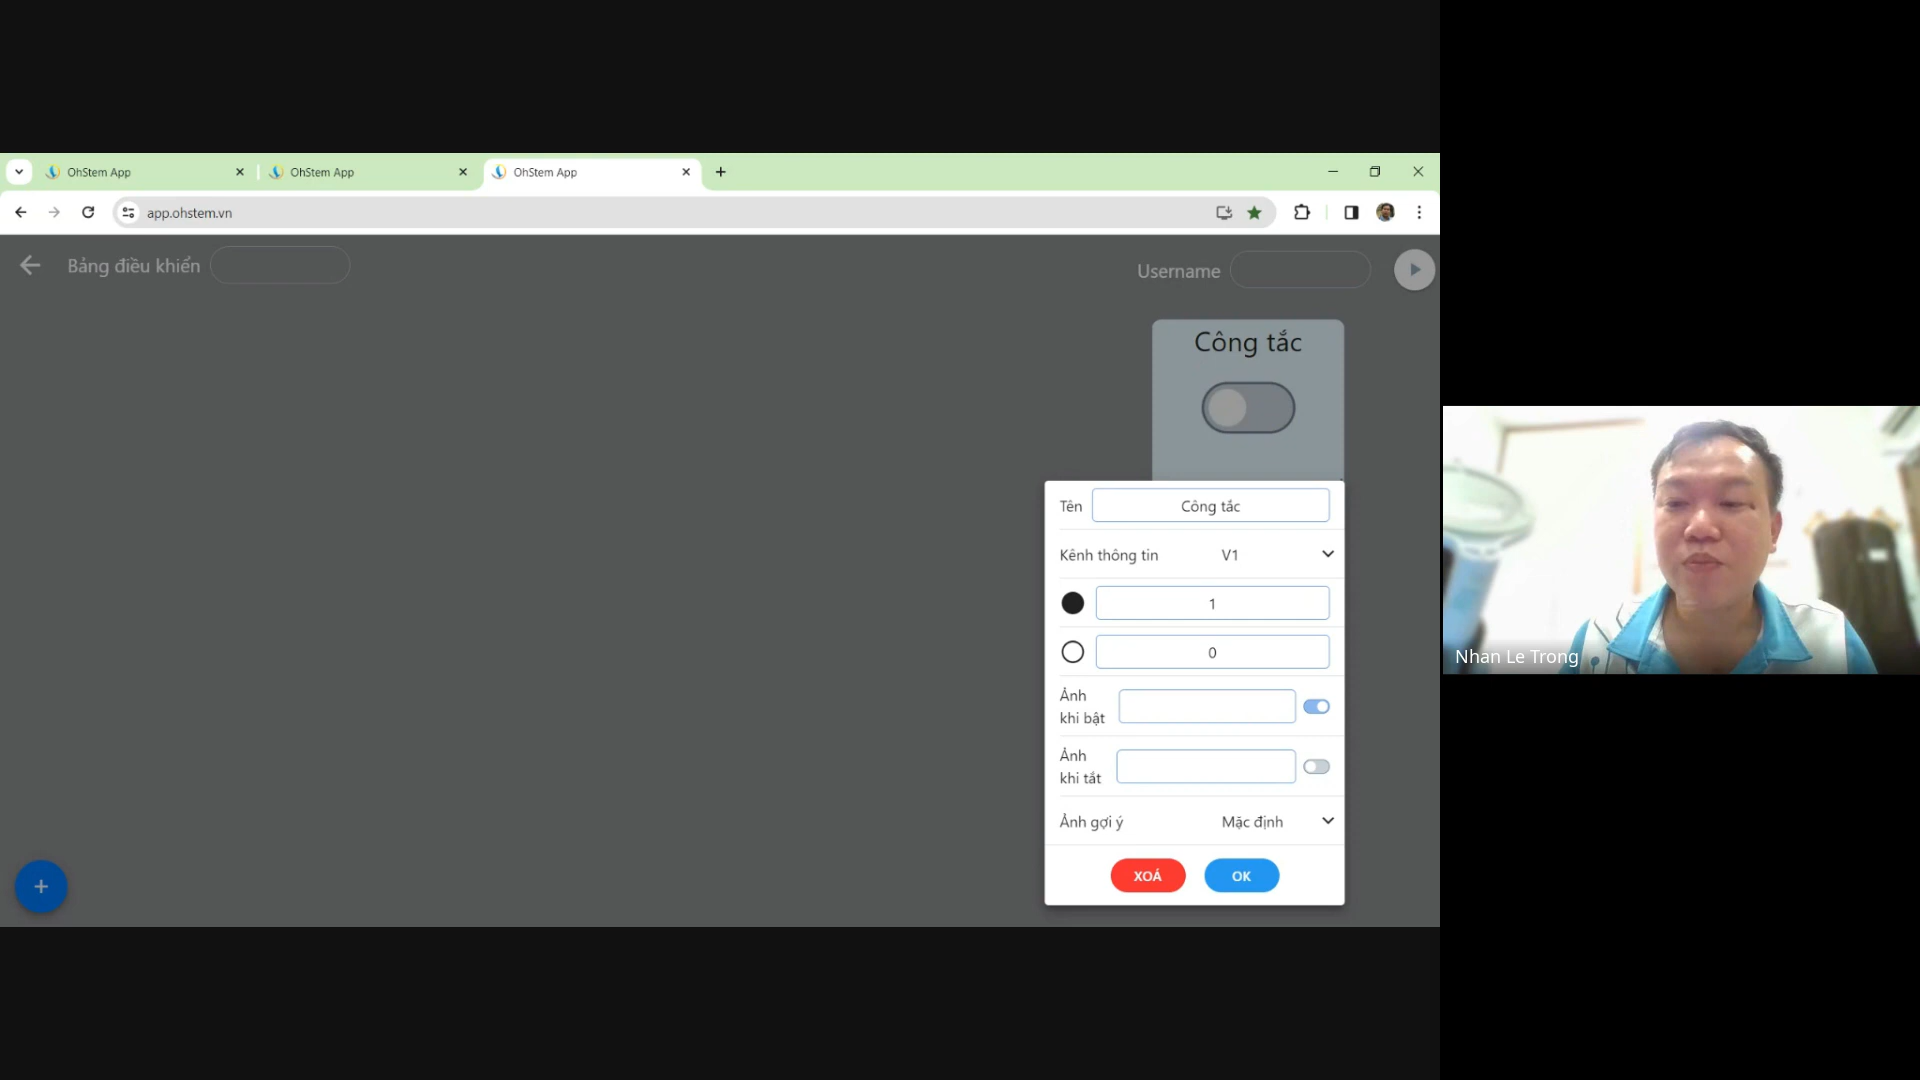 OhStem App
OhStem App
OhStem App
app.ohstem.vn
Bảng điều khiển
Username
Công tắc
Tên
Công tắc
Kênh thông tin
V1
1
0
Ảnh
khi bật
Ảnh
khi tắt
Ảnh gợi ý
Mặc định
XOÁ
OK
Nhan Le Trong